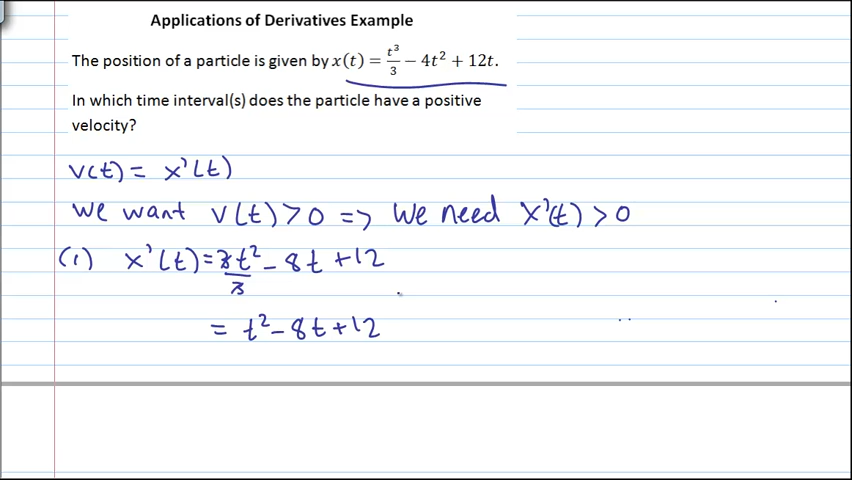 Applications of Derivatives Example
The position of a particle is given by x(t) = t³/3 − 4t² + 12t.
In which time interval(s) does the particle have a positive
velocity?
v(t) = x'(t)
We want v(t) > 0 => We need x'(t) > 0
(1) x'(t) = 3t²/3 - 8t + 12
= t² - 8t + 12